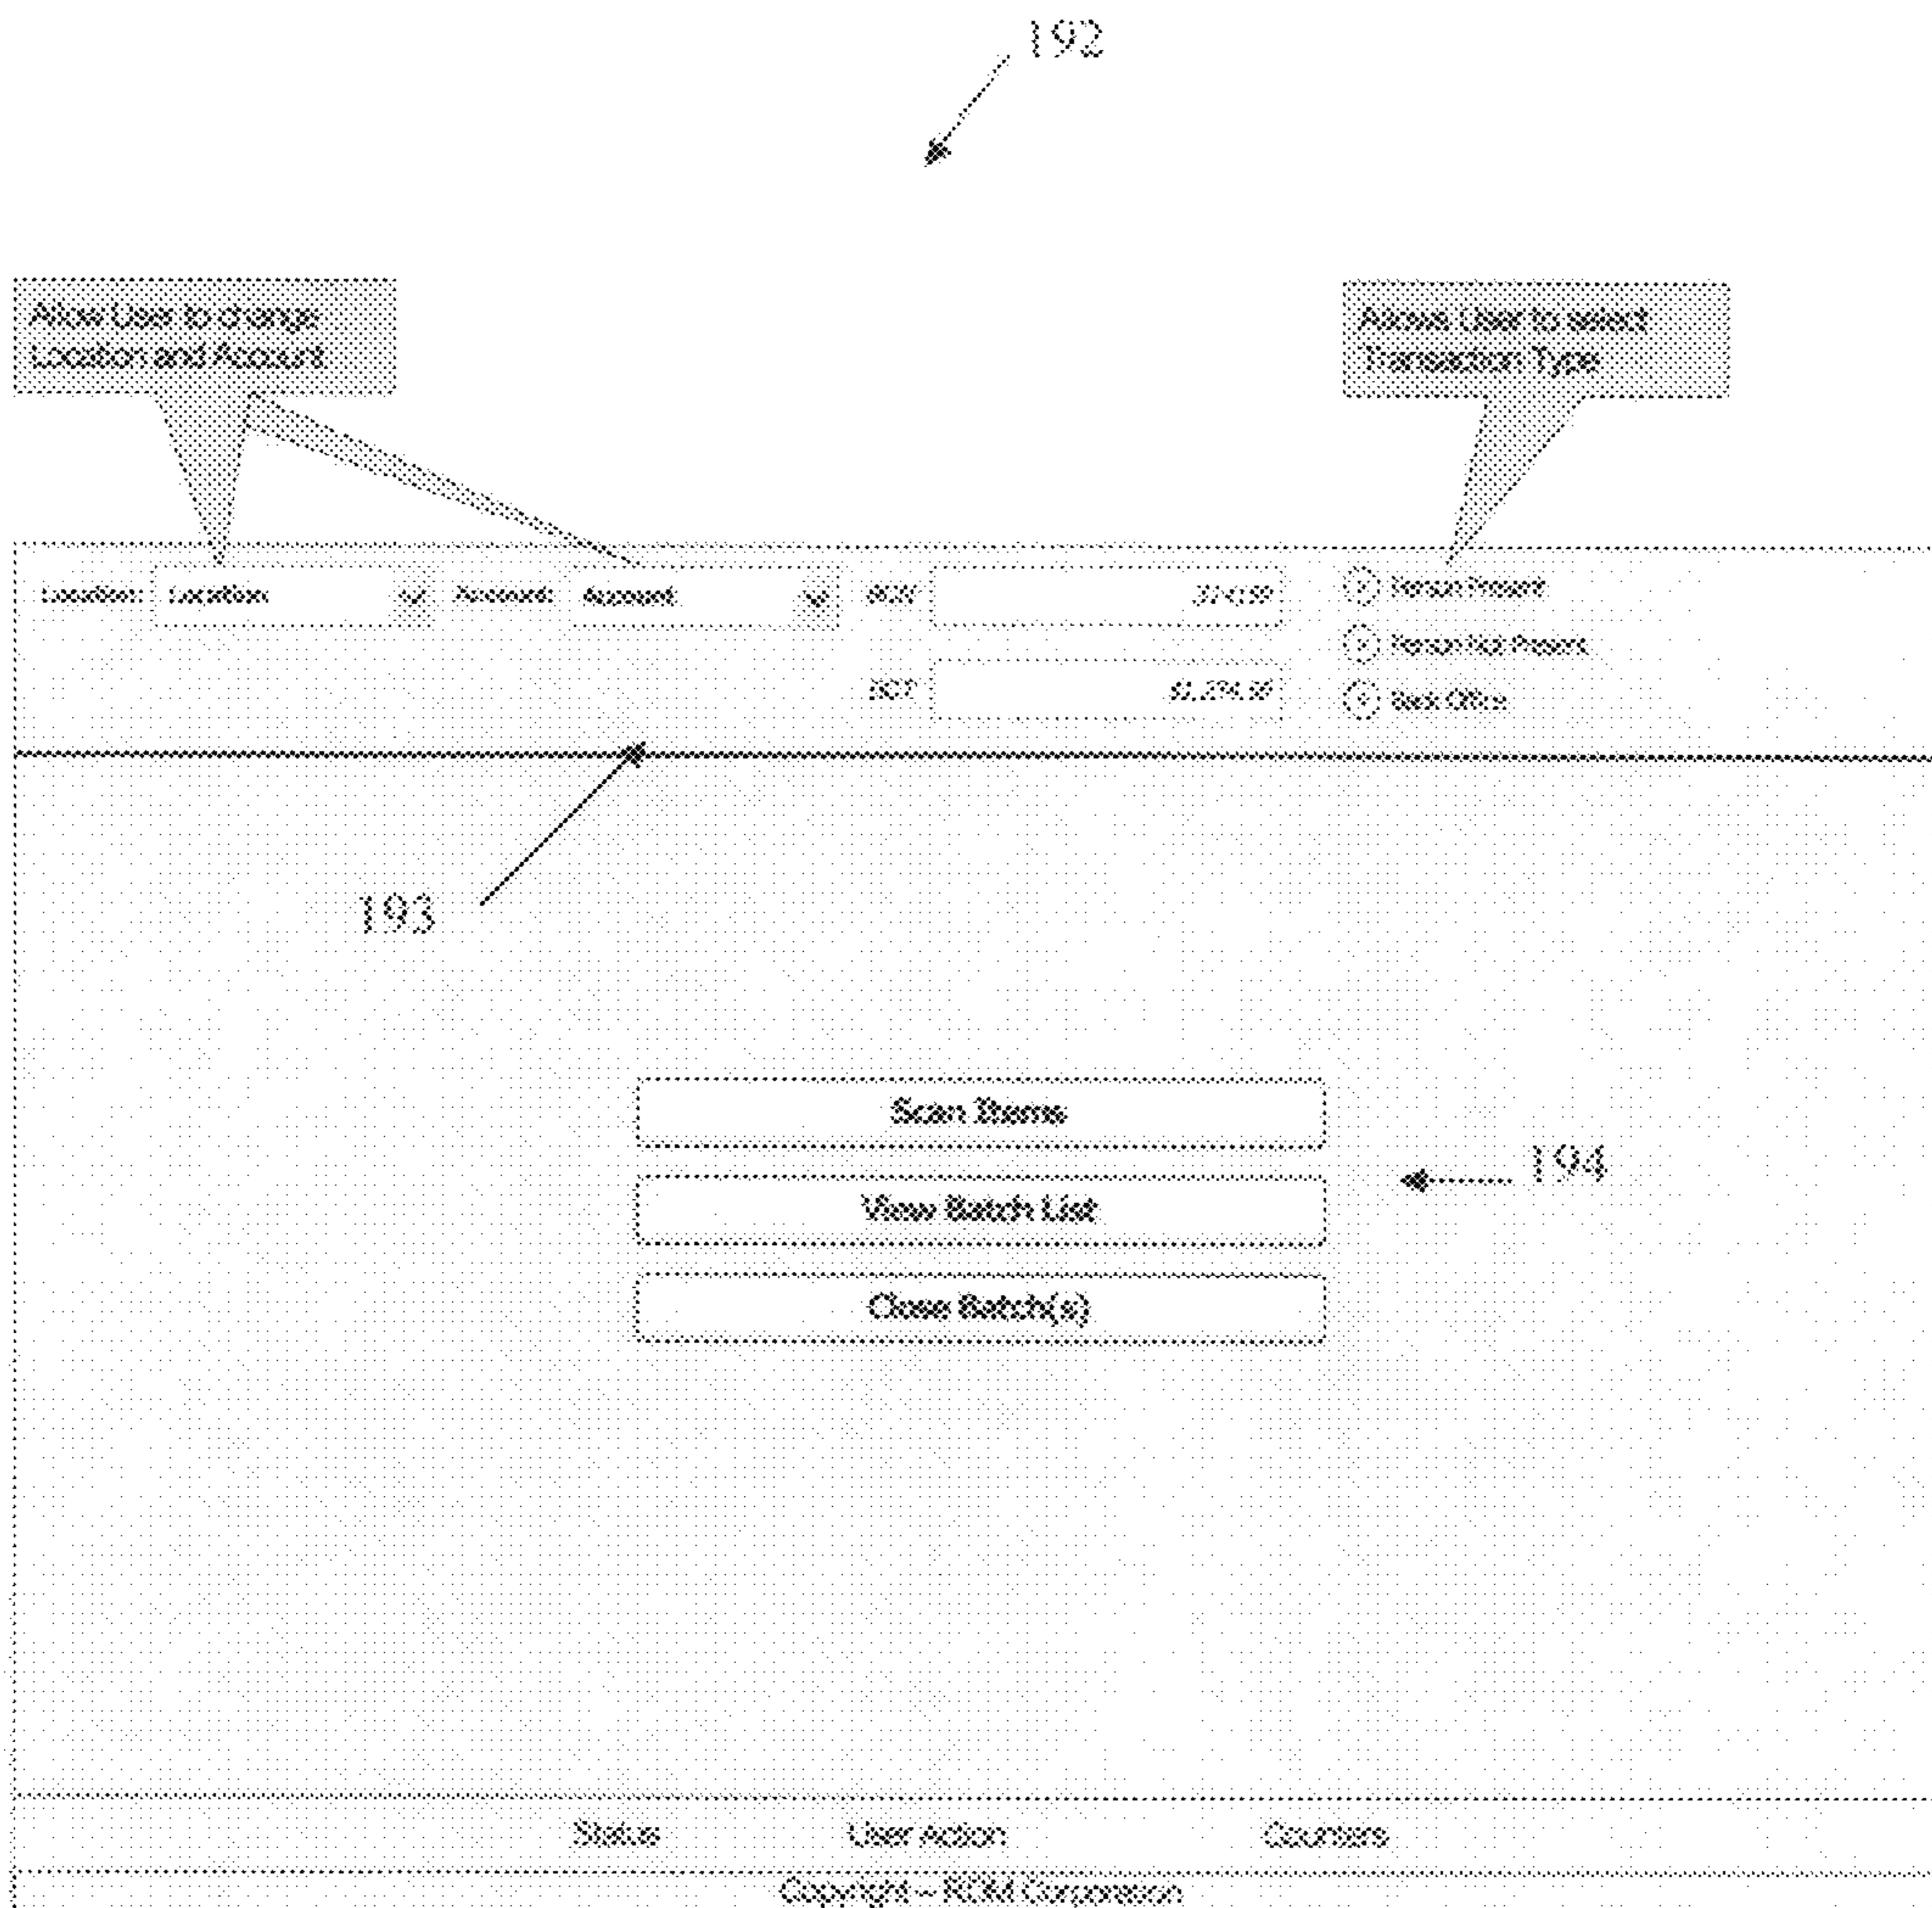 192
Allow User to change
Location and Account
Allows User to select
Transaction Type
Location: Location Account: Account
Person Present
Person Not Present
Back Office
193
Scan Items
194
View Batch List
Close Batch(s)
Status User Action Counters
Copyright – RDM Corporation